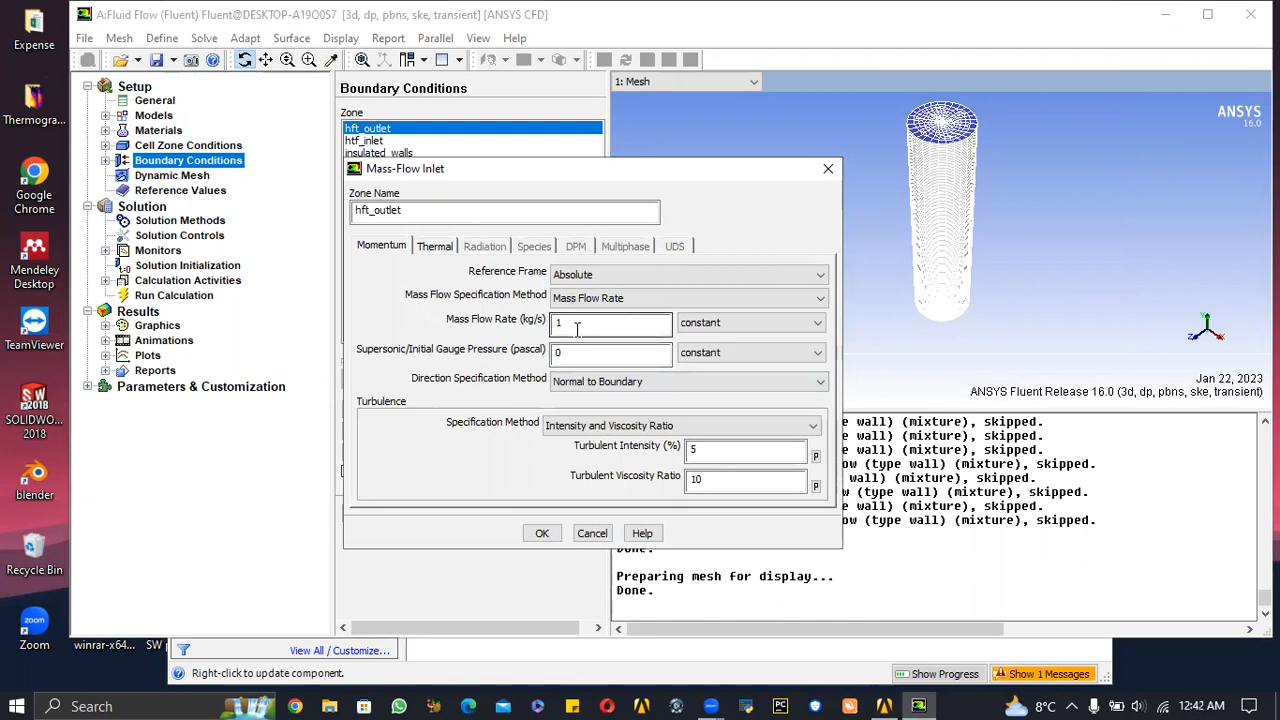 Expense
Thermogra...
Google
Chrome
Mendeley
Desktop
TeamViewer
SOLIDWO...
2018
blender
Recycle Bin
Zoom
winrar-x64...
SW p
A:Fluid Flow (Fluent) Fluent@DESKTOP-A19O0S7 [3d, dp, pbns, ske, transient] [ANSYS CFD]
File Mesh Define Solve Adapt Surface Display Report Parallel View Help
Setup
General
Models
Materials
Cell Zone Conditions
Boundary Conditions
Dynamic Mesh
Reference Values
Solution
Solution Methods
Solution Controls
Monitors
Solution Initialization
Calculation Activities
Run Calculation
Results
Graphics
Animations
Plots
Reports
Parameters & Customization
Boundary Conditions
Zone
hft_outlet
htf_inlet
insulated_walls
Mass-Flow Inlet
Zone Name
hft_outlet
Momentum Thermal Radiation Species DPM Multiphase UDS
Reference Frame Absolute
Mass Flow Specification Method Mass Flow Rate
Mass Flow Rate (kg/s) 1 constant
Supersonic/Initial Gauge Pressure (pascal) 0 constant
Direction Specification Method Normal to Boundary
Turbulence
Specification Method Intensity and Viscosity Ratio
Turbulent Intensity (%) 5 P
Turbulent Viscosity Ratio 10 P
OK Cancel Help
1: Mesh
ANSYS
16.0
Jan 22, 2023
ANSYS Fluent Release 16.0 (3d, dp, pbns, ske, transient)
all (type wall) (mixture), skipped.
all (type wall) (mixture), skipped.
(type wall) (mixture), skipped.
ow (type wall) (mixture), skipped.
w (type wall) (mixture), skipped.
(type wall) (mixture), skipped.
ow (type wall) (mixture), skipped.
Done.
Preparing mesh for display...
Done.
View All / Customize...
Right-click to update component.
Show Progress
Show 1 Messages
Search
8°C
12:42 AM